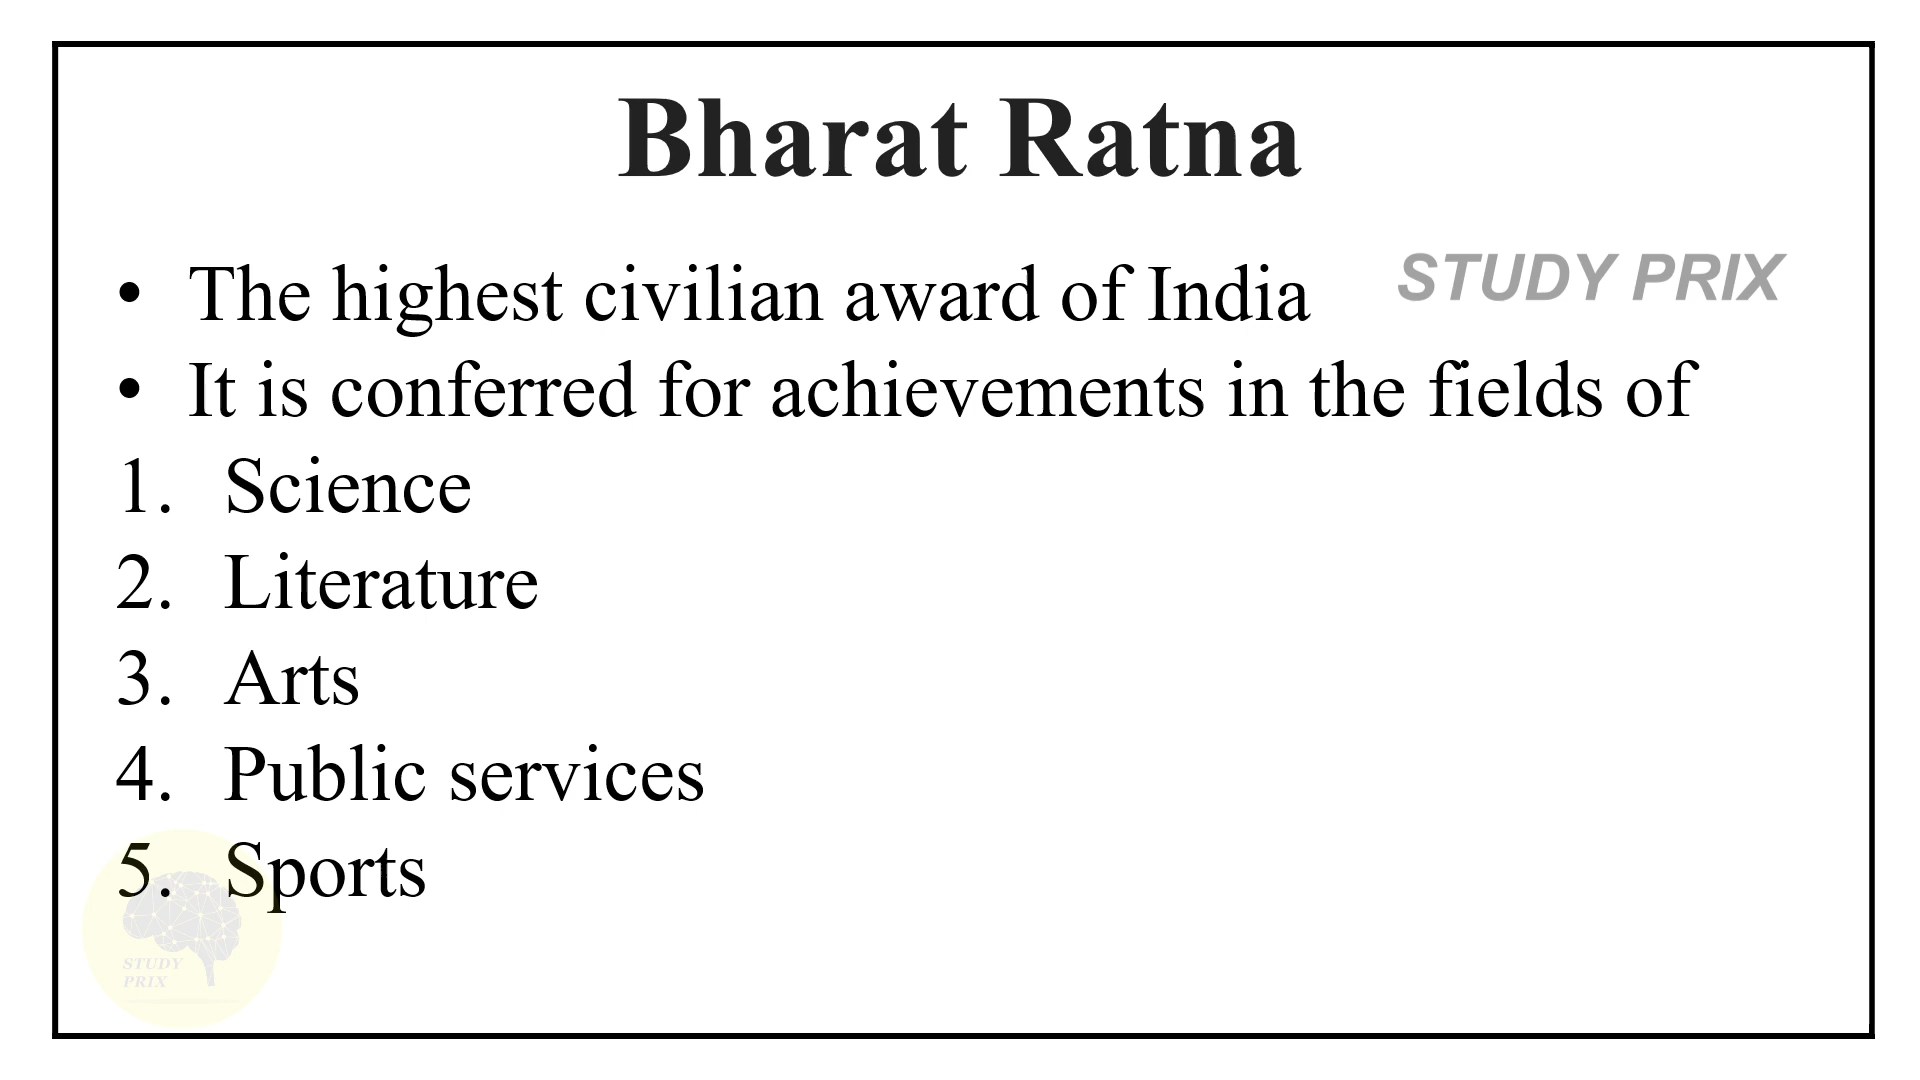 Bharat Ratna
• The highest civilian award of India
STUDY PRIX
• It is conferred for achievements in the fields of
1. Science
2. Literature
3. Arts
4. Public services
5. Sports
STUDY
PRIX